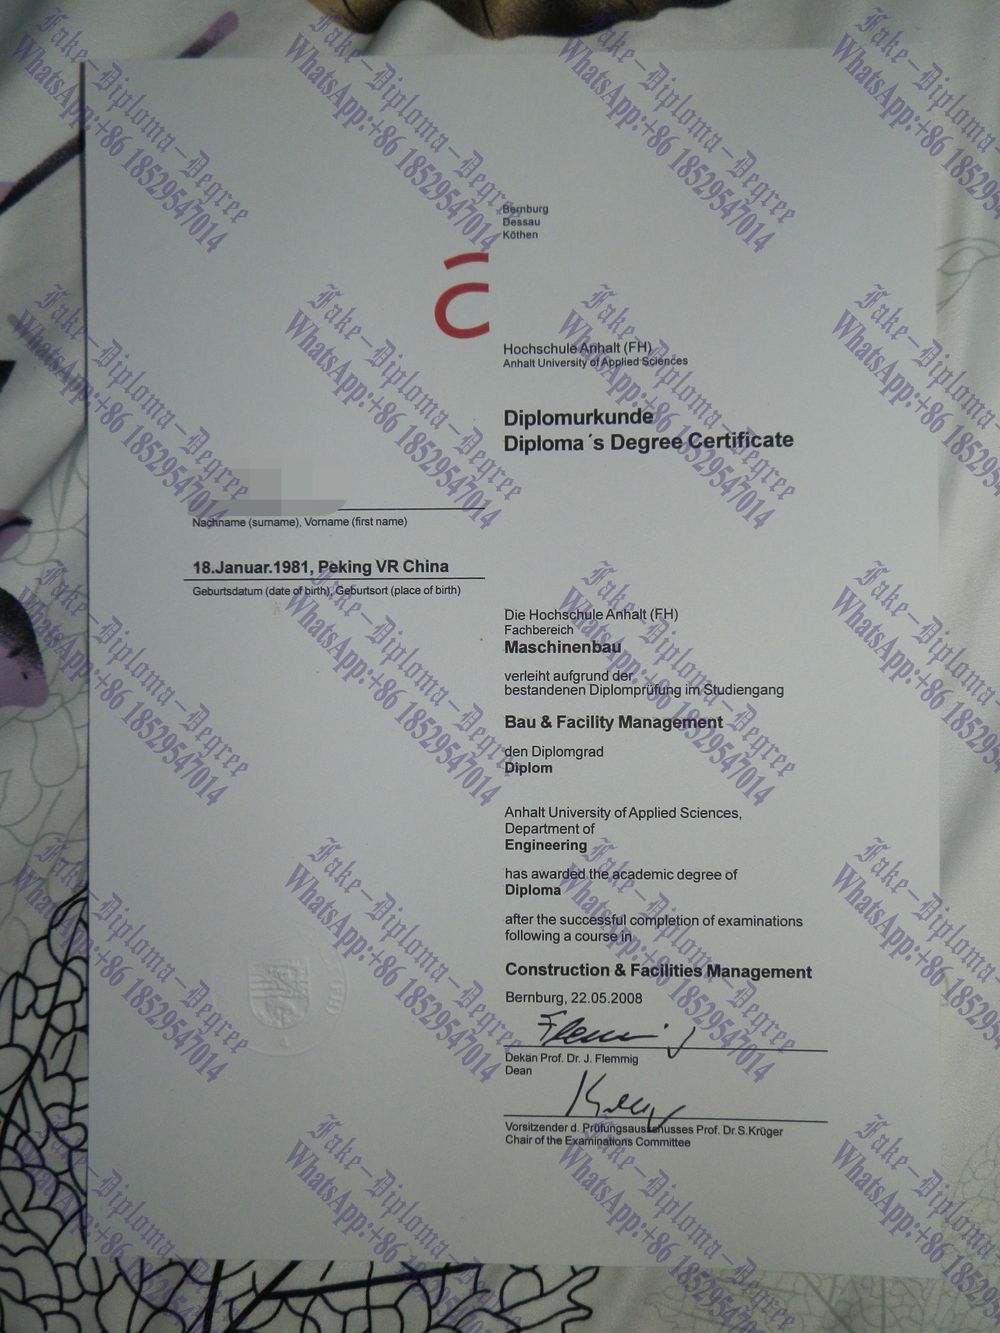 Bernburg
Dessau
Köthen
Hochschule Anhalt (FH)
Anhalt University of Applied Sciences
Diplomurkunde
Diploma´s Degree Certificate
Nachname (surname), Vorname (first name)
18.Januar.1981, Peking VR China
Geburtsdatum (date of birth), Geburtsort (place of birth)
Die Hochschule Anhalt (FH)
Fachbereich
Maschinenbau
verleiht aufgrund der
bestandenen Diplomprüfung im Studiengang
Bau & Facility Management
den Diplomgrad
Diplom
Anhalt University of Applied Sciences,
Department of
Engineering
has awarded the academic degree of
Diploma
after the successful completion of examinations
following a course in
Construction & Facilities Management
Bernburg, 22.05.2008
Dekan Prof. Dr. J. Flemmig
Dean
Vorsitzender d. Prüfungsausschusses Prof. Dr.S.Krüger
Chair of the Examinations Committee
Fake-Diploma-Degree
WhatsApp:+86 18529547014